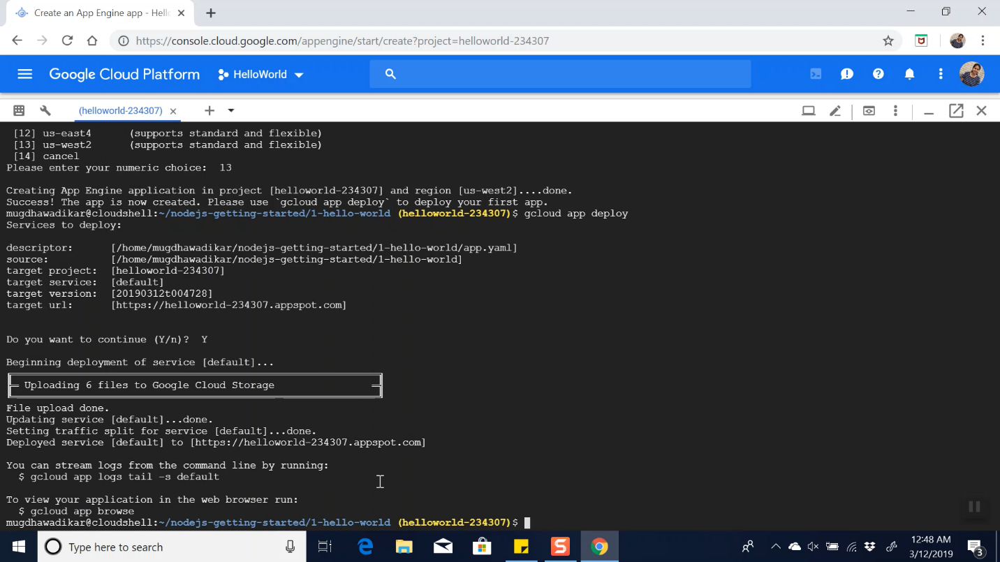 Create an App Engine app - Hell
https://console.cloud.google.com/appengine/start/create?project=helloworld-234307
Google Cloud Platform
HelloWorld
(helloworld-234307)
[12] us-east4 (supports standard and flexible)
[13] us-west2 (supports standard and flexible)
[14] cancel
Please enter your numeric choice: 13
Creating App Engine application in project [helloworld-234307] and region [us-west2]....done.
Success! The app is now created. Please use `gcloud app deploy` to deploy your first app.
mugdhawadikar@cloudshell:~/nodejs-getting-started/1-hello-world (helloworld-234307)$ gcloud app deploy
Services to deploy:
descriptor: [/home/mugdhawadikar/nodejs-getting-started/1-hello-world/app.yaml]
source: [/home/mugdhawadikar/nodejs-getting-started/1-hello-world]
target project: [helloworld-234307]
target service: [default]
target version: [20190312t004728]
target url: [https://helloworld-234307.appspot.com]
Do you want to continue (Y/n)? Y
Beginning deployment of service [default]...
Uploading 6 files to Google Cloud Storage
File upload done.
Updating service [default]...done.
Setting traffic split for service [default]...done.
Deployed service [default] to [https://helloworld-234307.appspot.com]
You can stream logs from the command line by running:
$ gcloud app logs tail -s default
To view your application in the web browser run:
$ gcloud app browse
mugdhawadikar@cloudshell:~/nodejs-getting-started/1-hello-world (helloworld-234307)$
Type here to search
12:48 AM
3/12/2019
3